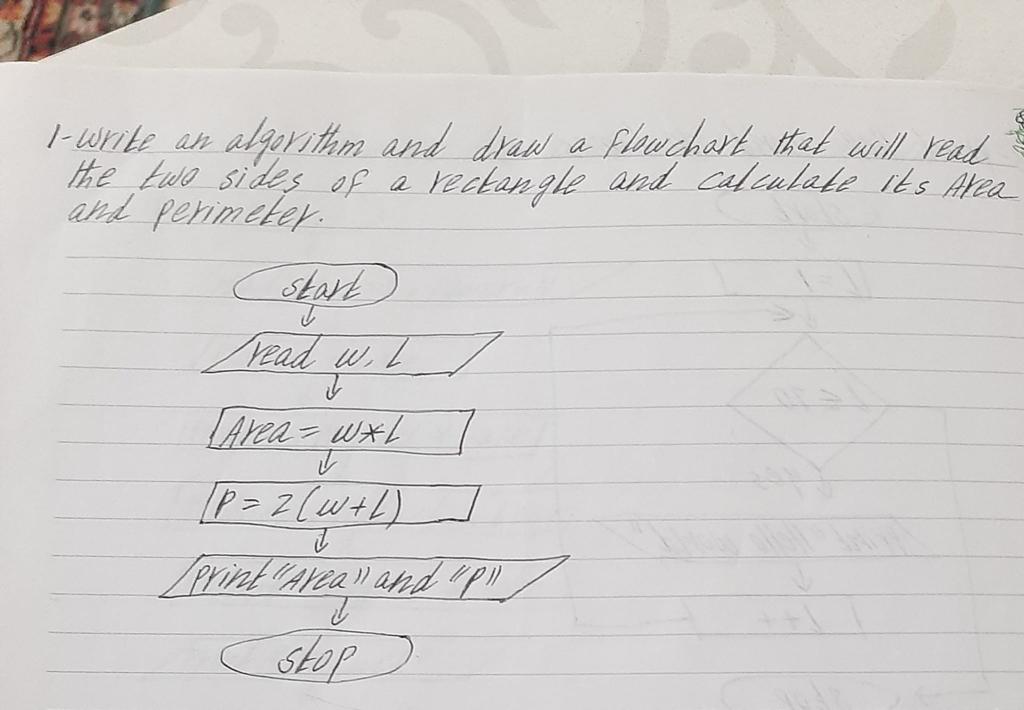 1-write an algorithm and draw a flowchart that will read
the two sides of a rectangle and calculate its Area
and perimeter.
start
read w, L
Area = w*L
P = 2(w+L)
print "Area" and "P"
stop